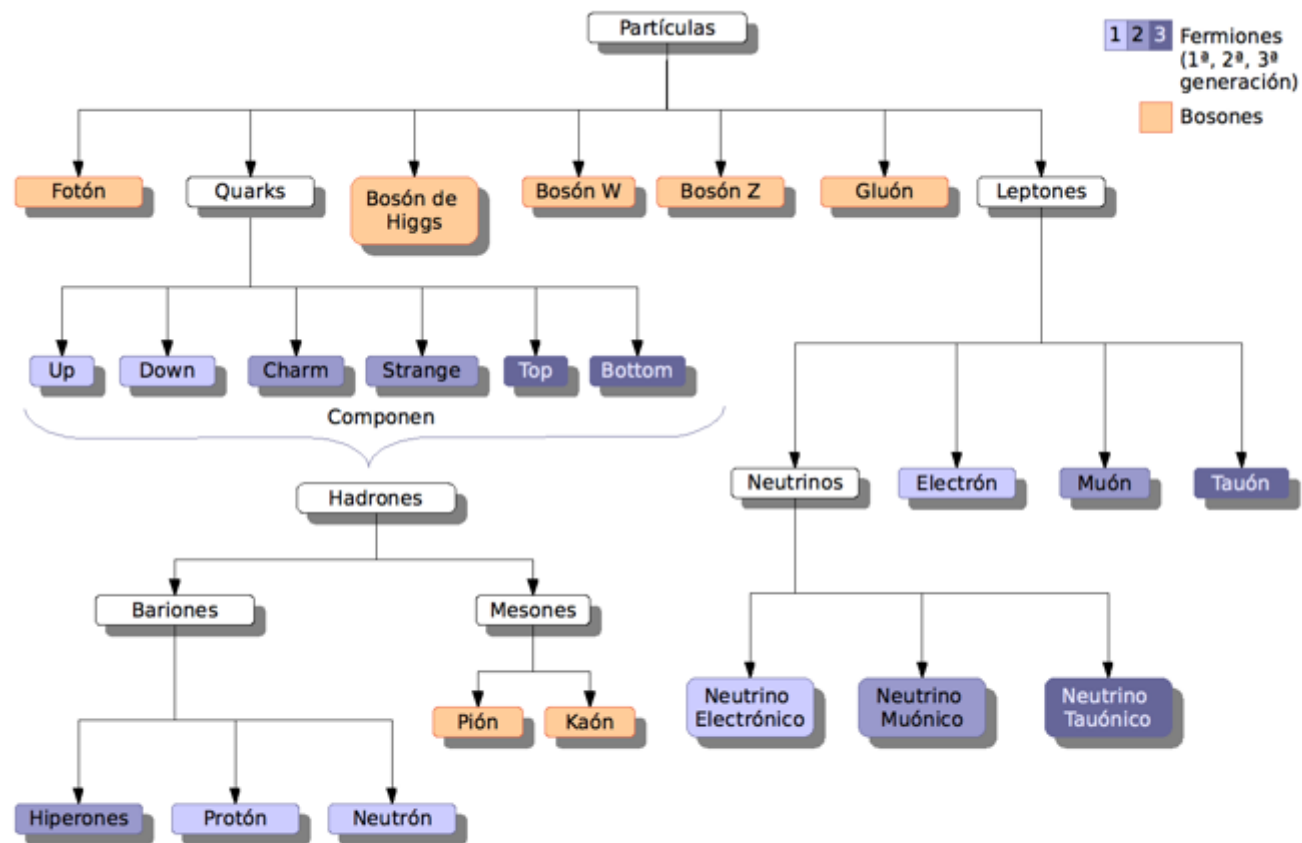 Partículas
1 2 3 Fermiones
(1ª, 2ª, 3ª
generación)
Bosones
Fotón
Quarks
Bosón de
Higgs
Bosón W
Bosón Z
Gluón
Leptones
Up
Down
Charm
Strange
Top
Bottom
Componen
Hadrones
Neutrinos
Electrón
Muón
Tauón
Bariones
Mesones
Pión
Kaón
Neutrino
Electrónico
Neutrino
Muónico
Neutrino
Tauónico
Hiperones
Protón
Neutrón